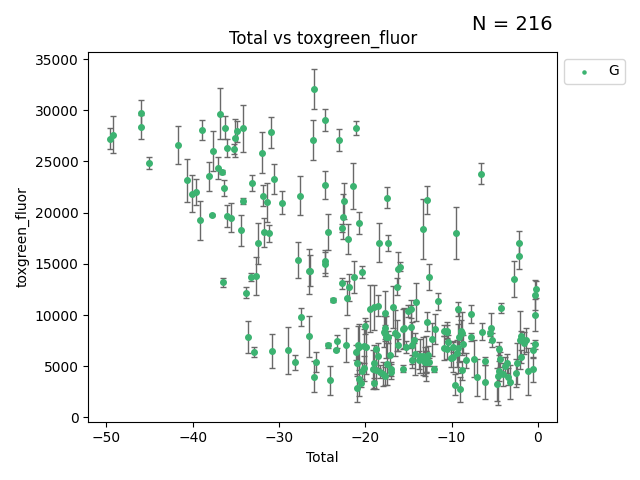 N = 216
Total vs toxgreen_fluor
G
toxgreen_fluor
35000
30000
25000
20000
15000
10000
5000
0
−50 −40 −30 −20 −10 0
Total